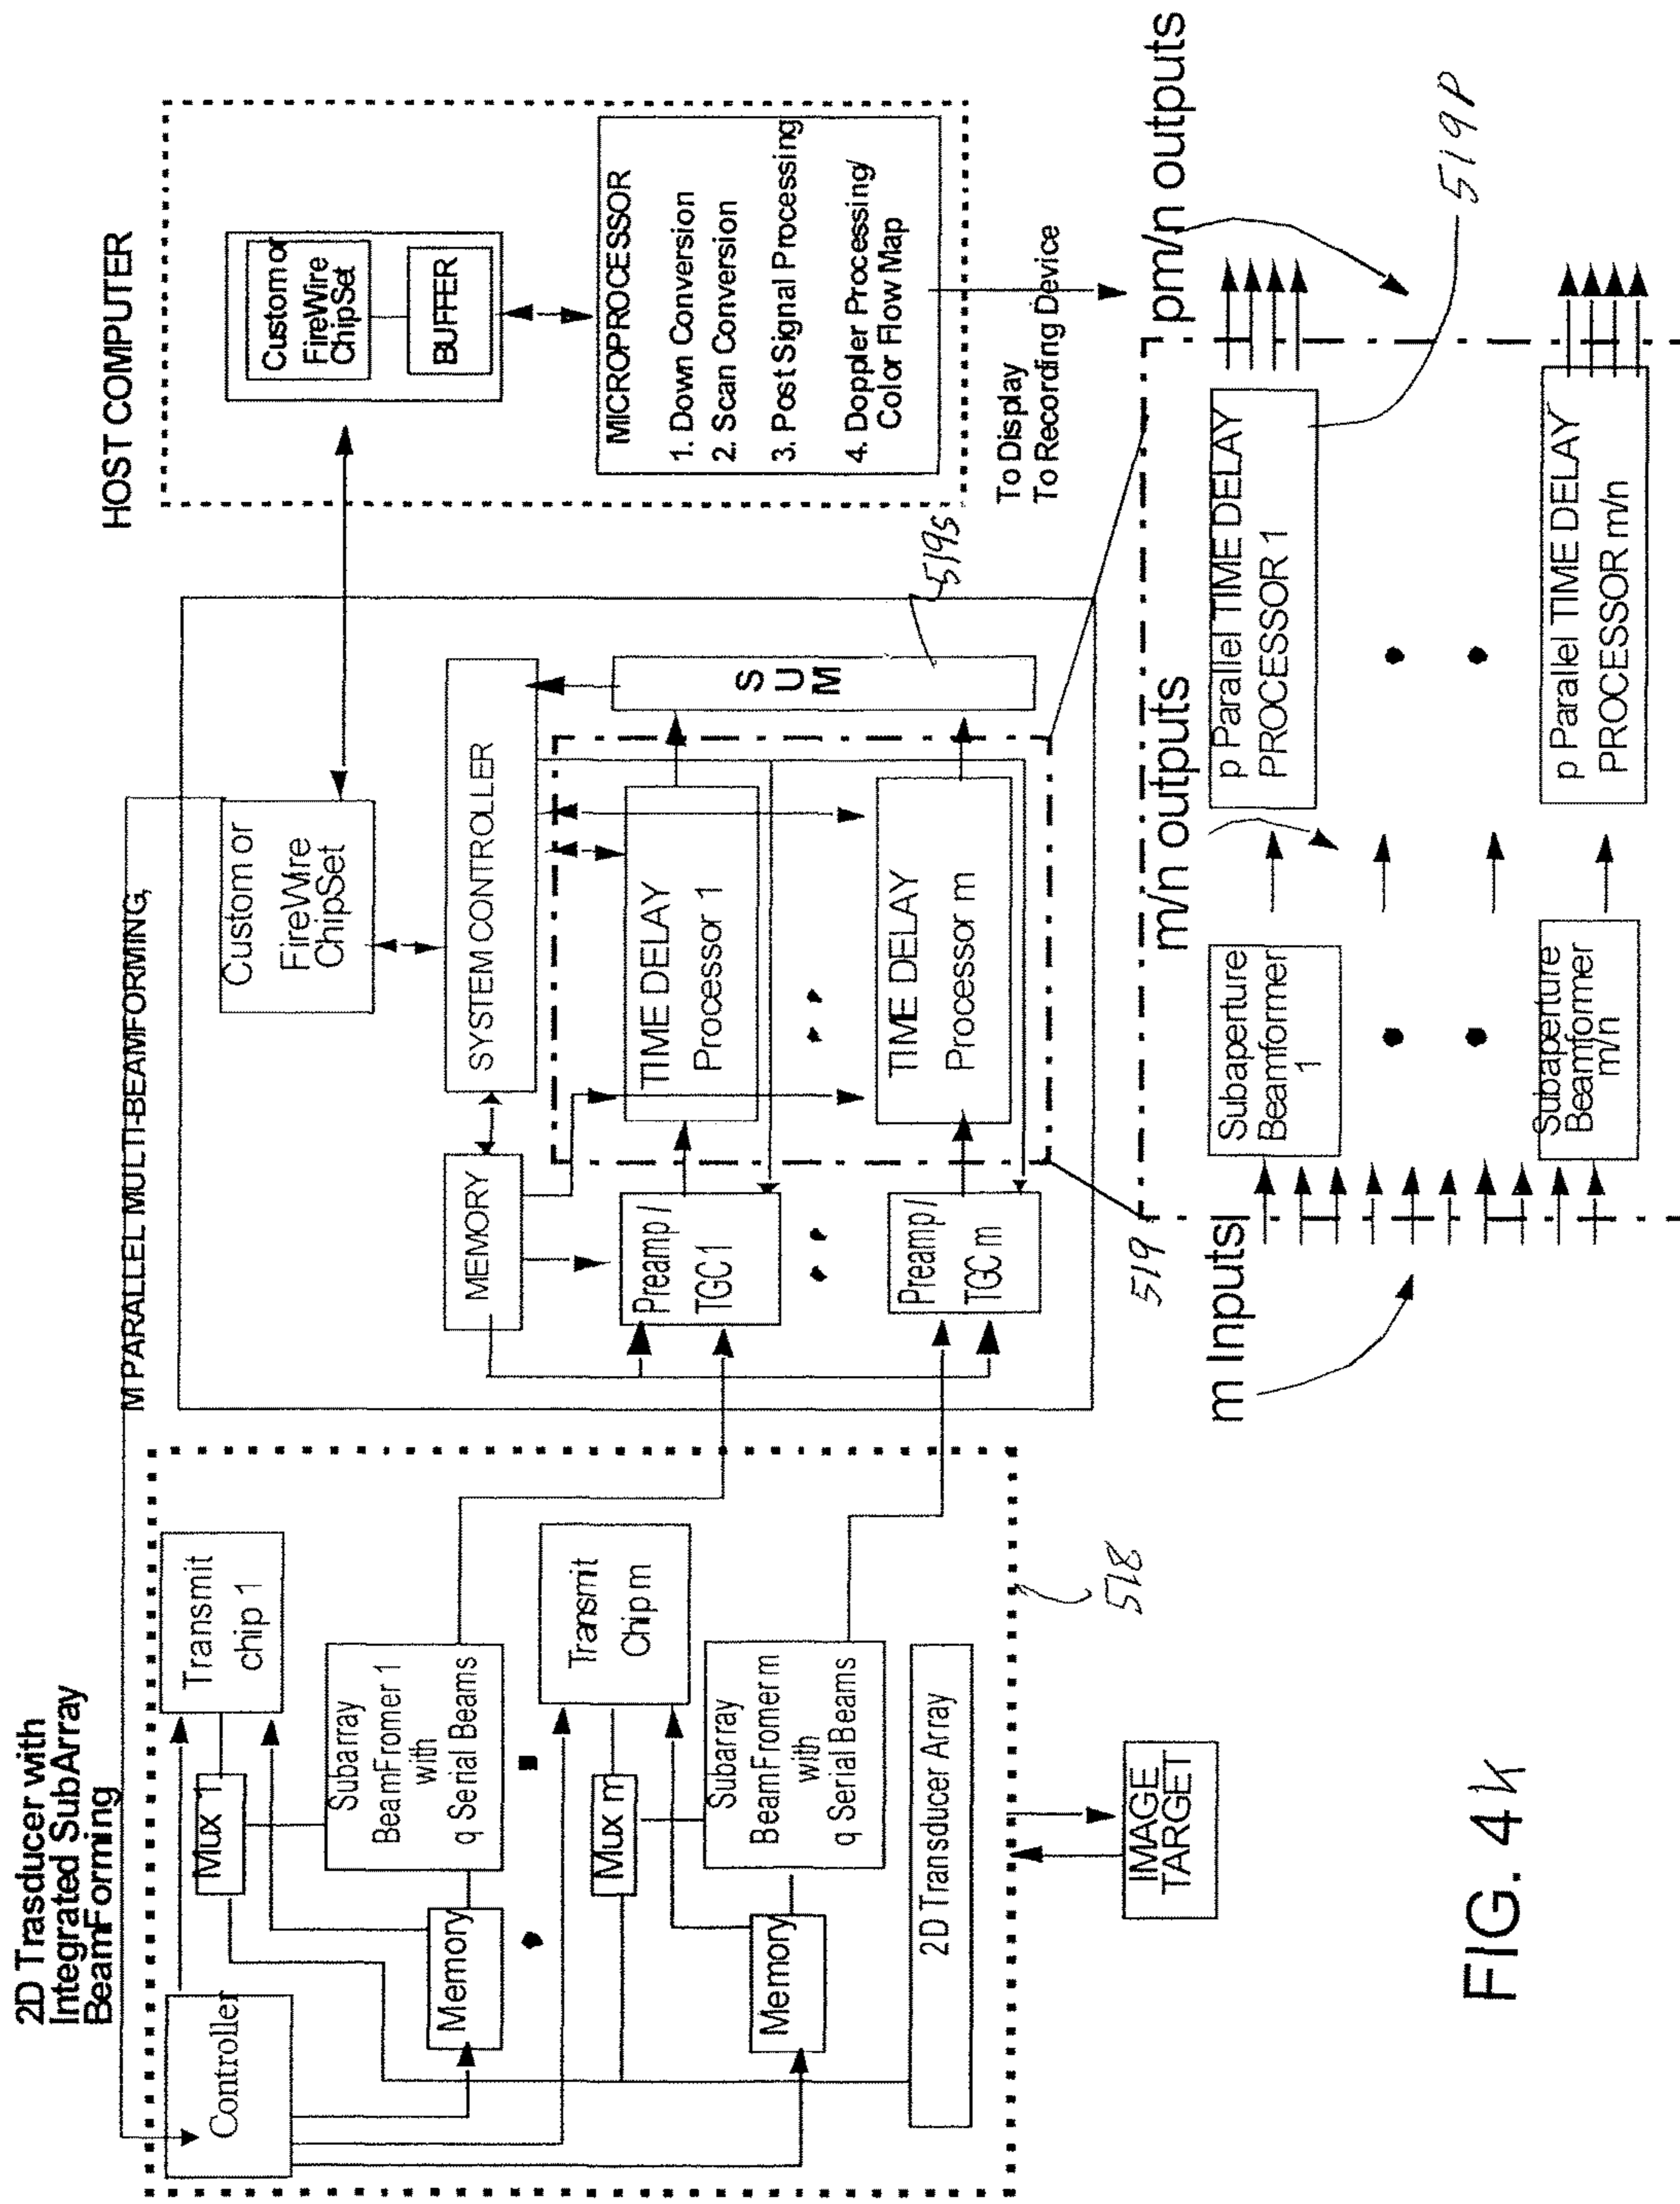 2D Trasducer with
Integrated SubArray
BeamForming
Controller
Mux 1
Transmit
chip 1
Memory
Subarray
BeamFromer 1
with
q Serial Beams
Mux m
Transmit
Chip m
Memory
Subarray
BeamFromer m
with
q Serial Beams
2D Transducer Array
518
IMAGE
TARGET
M PARALLEL MULTI-BEAMFORMING,
Custom or
FireWire
ChipSet
MEMORY
SYSTEM CONTROLLER
Preamp /
TGC 1
TIME DELAY
Processor 1
Preamp /
TGC m
TIME DELAY
Processor m
SUM
519s
519
HOST COMPUTER
Custom or
FireWire
ChipSet
BUFFER
MICROPROCESSOR
1. Down Conversion
2. Scan Conversion
3. Post Signal Processing
4. Doppler Processing/
Color Flow Map
To Display
To Recording Device
m Inputs
m/n outputs
pm/n outputs
Subaperture
Beamformer
1
p Parallel TIME DELAY
PROCESSOR 1
Subaperture
Beamformer
m/n
p Parallel TIME DELAY
PROCESSOR m/n
519P
FIG. 4K